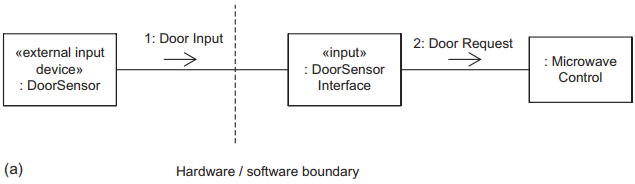 1: Door Input
«external input
device»
: DoorSensor
«input»
: DoorSensor
Interface
2: Door Request
: Microwave
Control
(a)
Hardware / software boundary